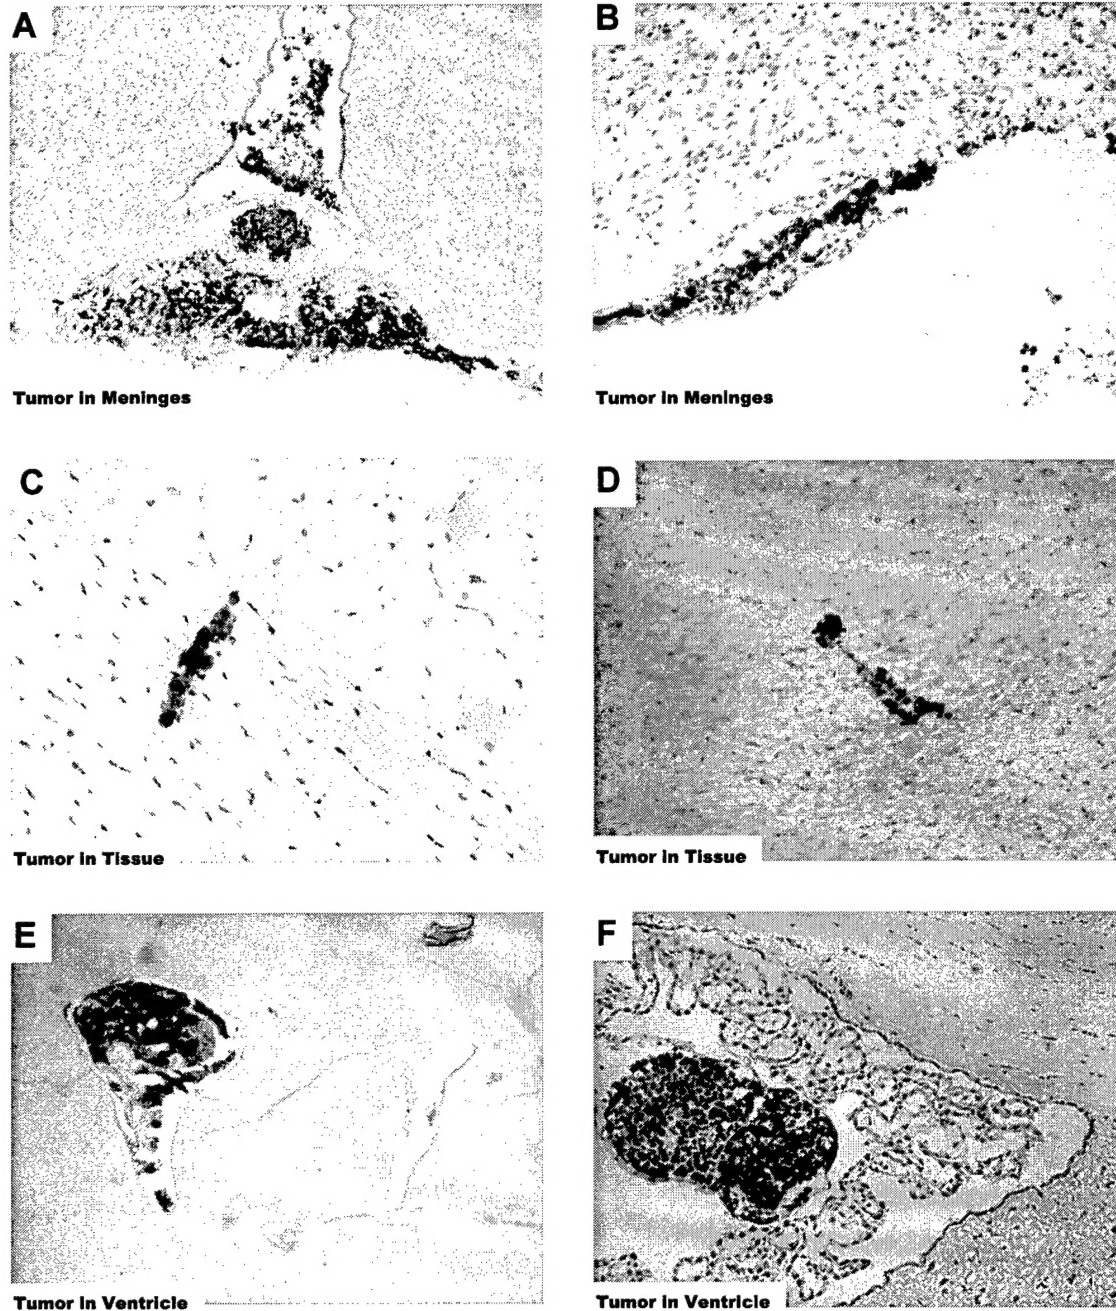 A
B
Tumor in Meninges
Tumor in Meninges
C
D
Tumor in Tissue
Tumor in Tissue
E
F
Tumor in Ventricle
Tumor in Ventricle